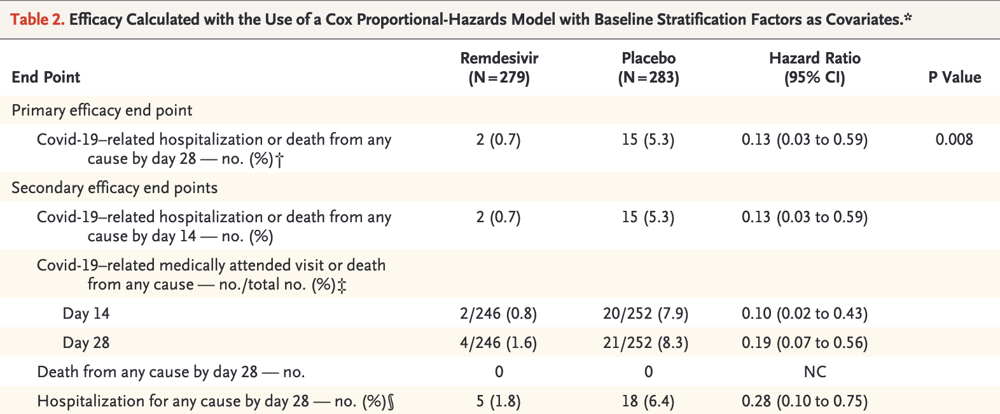 Table 2. Efficacy Calculated with the Use of a Cox Proportional-Hazards Model with Baseline Stratification Factors as Covariates.*
End Point Remdesivir (N=279) Placebo (N=283) Hazard Ratio (95% CI) P Value
Primary efficacy end point
Covid-19–related hospitalization or death from any
cause by day 28 — no. (%)† 2 (0.7) 15 (5.3) 0.13 (0.03 to 0.59) 0.008
Secondary efficacy end points
Covid-19–related hospitalization or death from any
cause by day 14 — no. (%) 2 (0.7) 15 (5.3) 0.13 (0.03 to 0.59)
Covid-19–related medically attended visit or death
from any cause — no./total no. (%)‡
Day 14 2/246 (0.8) 20/252 (7.9) 0.10 (0.02 to 0.43)
Day 28 4/246 (1.6) 21/252 (8.3) 0.19 (0.07 to 0.56)
Death from any cause by day 28 — no. 0 0 NC
Hospitalization for any cause by day 28 — no. (%)§ 5 (1.8) 18 (6.4) 0.28 (0.10 to 0.75)